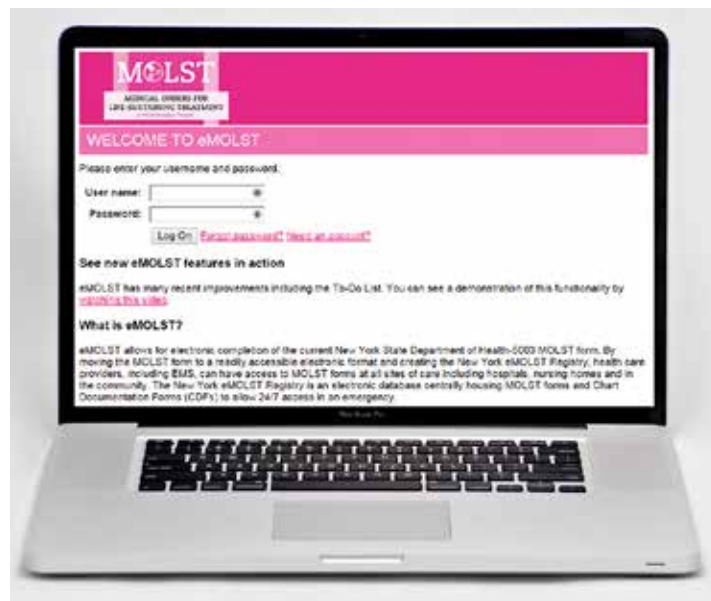 MOLST
MEDICAL ORDERS FOR
LIFE-SUSTAINING TREATMENT
WELCOME TO eMOLST
Please enter your username and password.
User name:
Password:
Log On Forgot password? Need an account?
See new eMOLST features in action
eMOLST has many recent improvements including the To-Do List. You can see a demonstration of this functionality by
watching this video.
What is eMOLST?
eMOLST allows for electronic completion of the current New York State Department of Health-5003 MOLST form. By
moving the MOLST form to a readily accessible electronic format and creating the New York eMOLST Registry, health care
providers, including EMS, can have access to MOLST forms at all sites of care including hospitals, nursing homes and in
the community. The New York eMOLST Registry is an electronic database centrally housing MOLST forms and Chart
Documentation Forms (CDFs) to allow 24/7 access in an emergency.
MacBook Pro